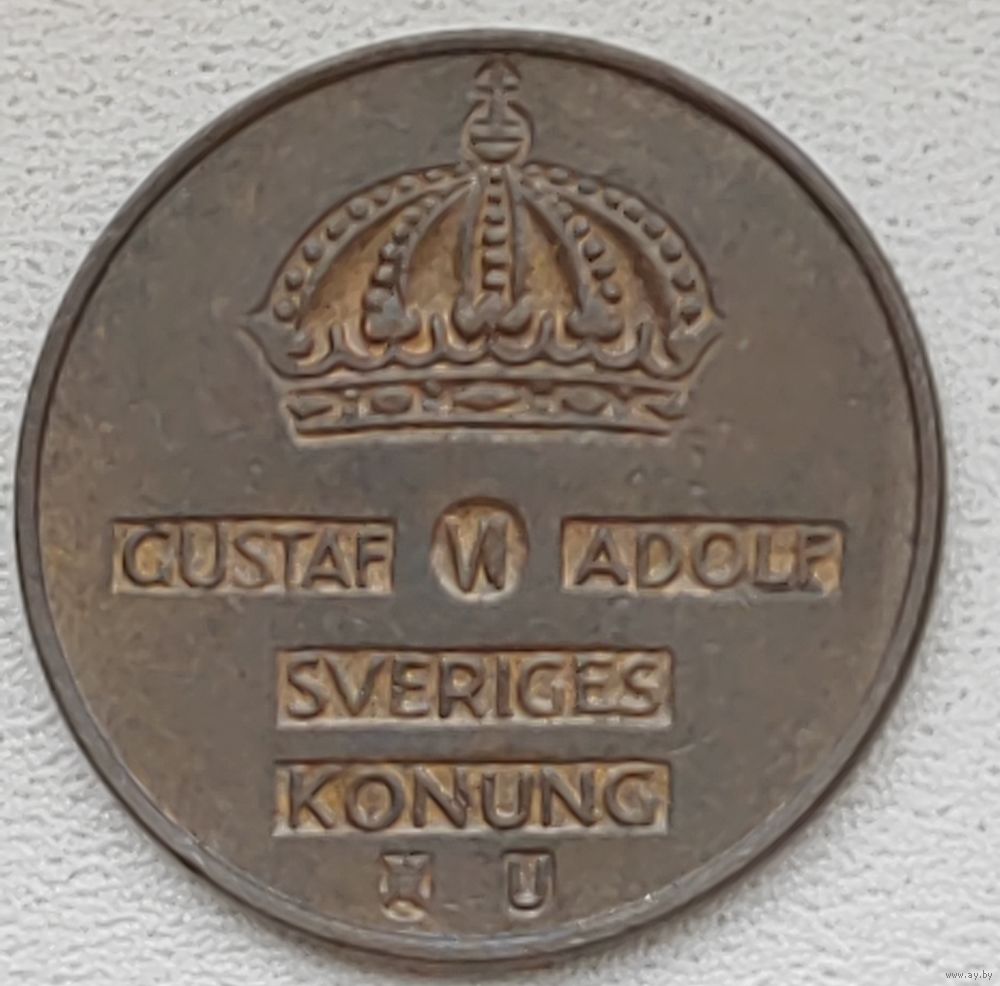 GUSTAF VI ADOLF
SVERIGES
KONUNG
U
www.ay.by